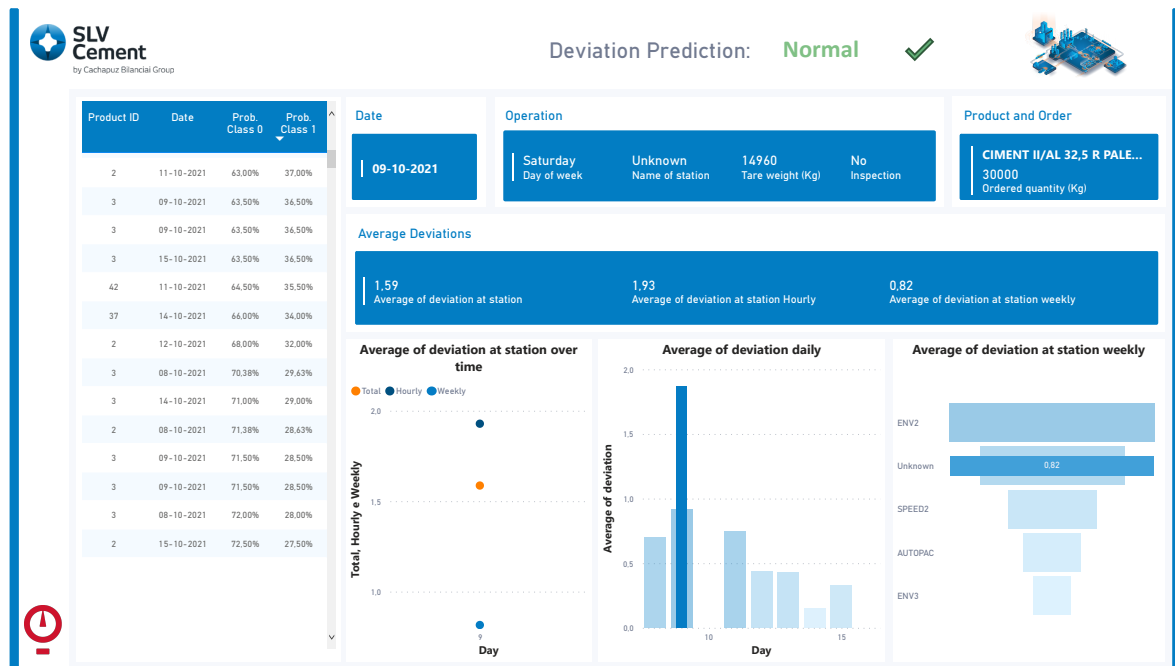 SLV
Cement
by Cachapuz Bilanciai Group
Deviation Prediction: Normal
Product ID Date Prob. Class 0 Prob. Class 1
2 11-10-2021 63,00% 37,00%
3 09-10-2021 63,50% 36,50%
3 09-10-2021 63,50% 36,50%
3 15-10-2021 63,50% 36,50%
42 11-10-2021 64,50% 35,50%
37 14-10-2021 66,00% 34,00%
2 12-10-2021 68,00% 32,00%
3 08-10-2021 70,38% 29,63%
3 14-10-2021 71,00% 29,00%
2 08-10-2021 71,38% 28,63%
3 09-10-2021 71,50% 28,50%
3 09-10-2021 71,50% 28,50%
3 08-10-2021 72,00% 28,00%
2 15-10-2021 72,50% 27,50%
Date
09-10-2021
Operation
Saturday Unknown 14960 No
Day of week Name of station Tare weight (Kg) Inspection
Product and Order
CIMENT II/AL 32,5 R PALE...
30000
Ordered quantity (Kg)
Average Deviations
1,59 1,93 0,82
Average of deviation at station Average of deviation at station Hourly Average of deviation at station weekly
Average of deviation at station over
time
Total Hourly Weekly
Total, Hourly e Weekly
2,0
1,5
1,0
9
Day
Average of deviation daily
Average of deviation
2,0
1,5
1,0
0,5
0,0
10 15
Day
Average of deviation at station weekly
ENV2
Unknown 0,82
SPEED2
AUTOPAC
ENV3